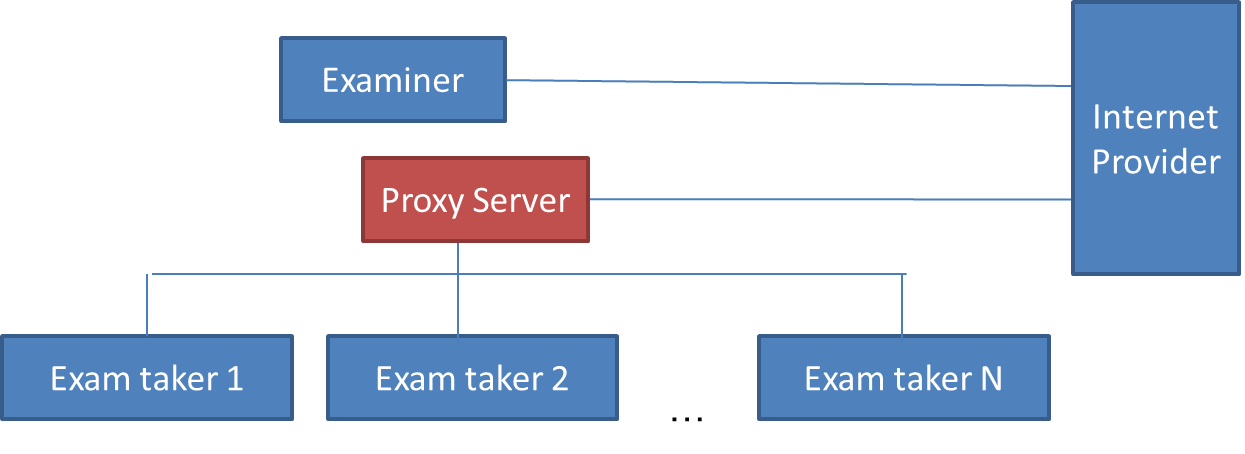 Examiner
Internet
Provider
Proxy Server
Exam taker 1
Exam taker 2
...
Exam taker N